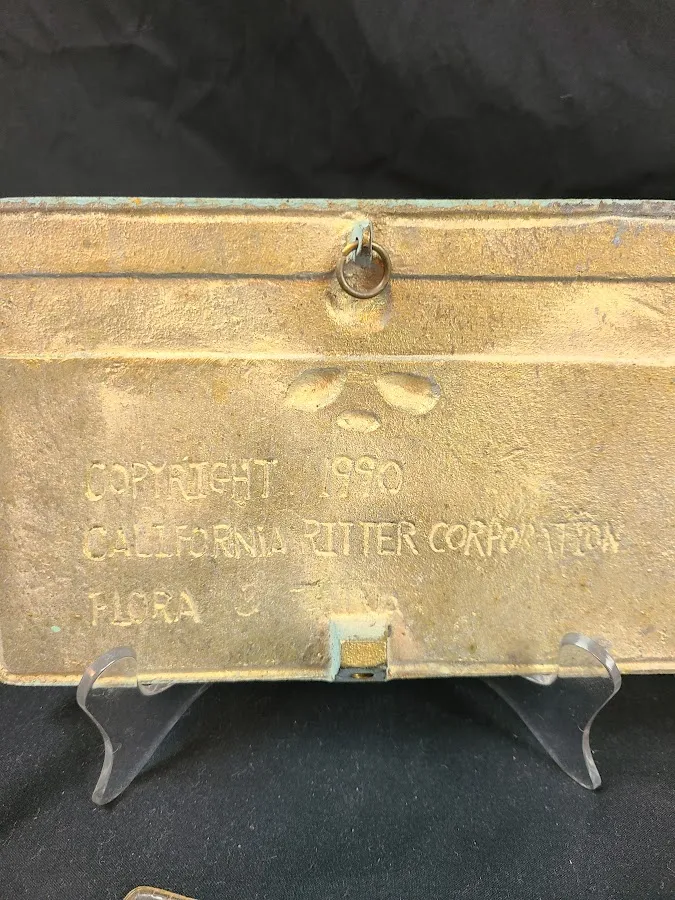 COPYRIGHT 1990
CALIFORNIA RITTER CORPORATION
FLORA &